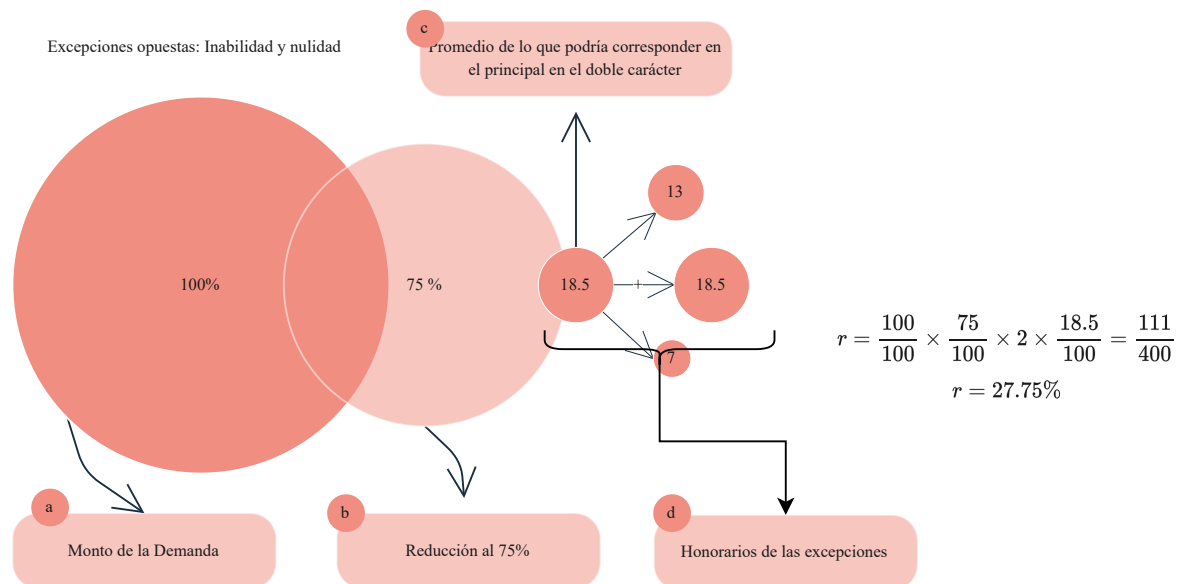 Excepciones opuestas: Inabilidad y nulidad
c
Promedio de lo que podría corresponder en
el principal en el doble carácter
13
100%
75 %
18.5
+
18.5
7
r = 100/100 × 75/100 × 2 × 18.5/100 = 111/400
r = 27.75%
a
Monto de la Demanda
b
Reducción al 75%
d
Honorarios de las excepciones